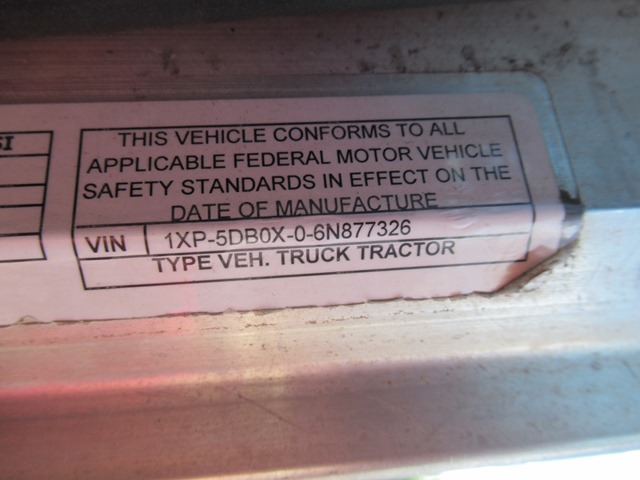 SI
THIS VEHICLE CONFORMS TO ALL
APPLICABLE FEDERAL MOTOR VEHICLE
SAFETY STANDARDS IN EFFECT ON THE
DATE OF MANUFACTURE
VIN 1XP-5DB0X-0-6N877326
TYPE VEH. TRUCK TRACTOR